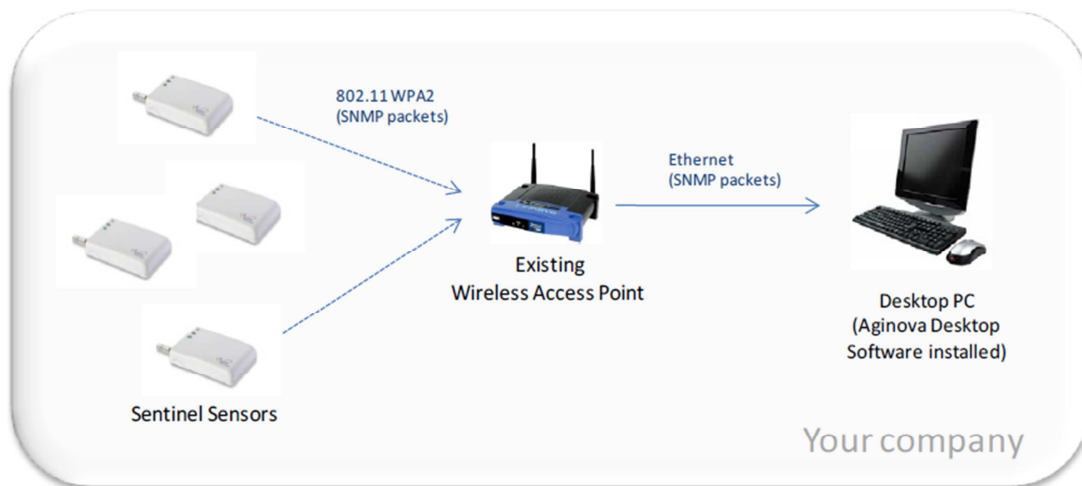 802.11 WPA2
(SNMP packets)
Ethernet
(SNMP packets)
Existing
Wireless Access Point
Desktop PC
(Aginova Desktop
Software installed)
Sentinel Sensors
Your company